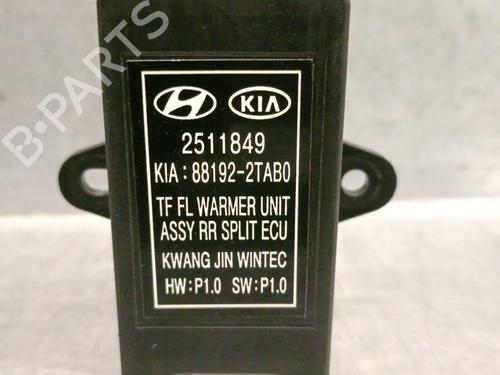 B-PARTS
HYUNDAI KIA
2511849
KIA : 88192-2TAB0
TF FL WARMER UNIT
ASSY RR SPLIT ECU
KWANG JIN WINTEC
HW:P1.0 SW:P1.0